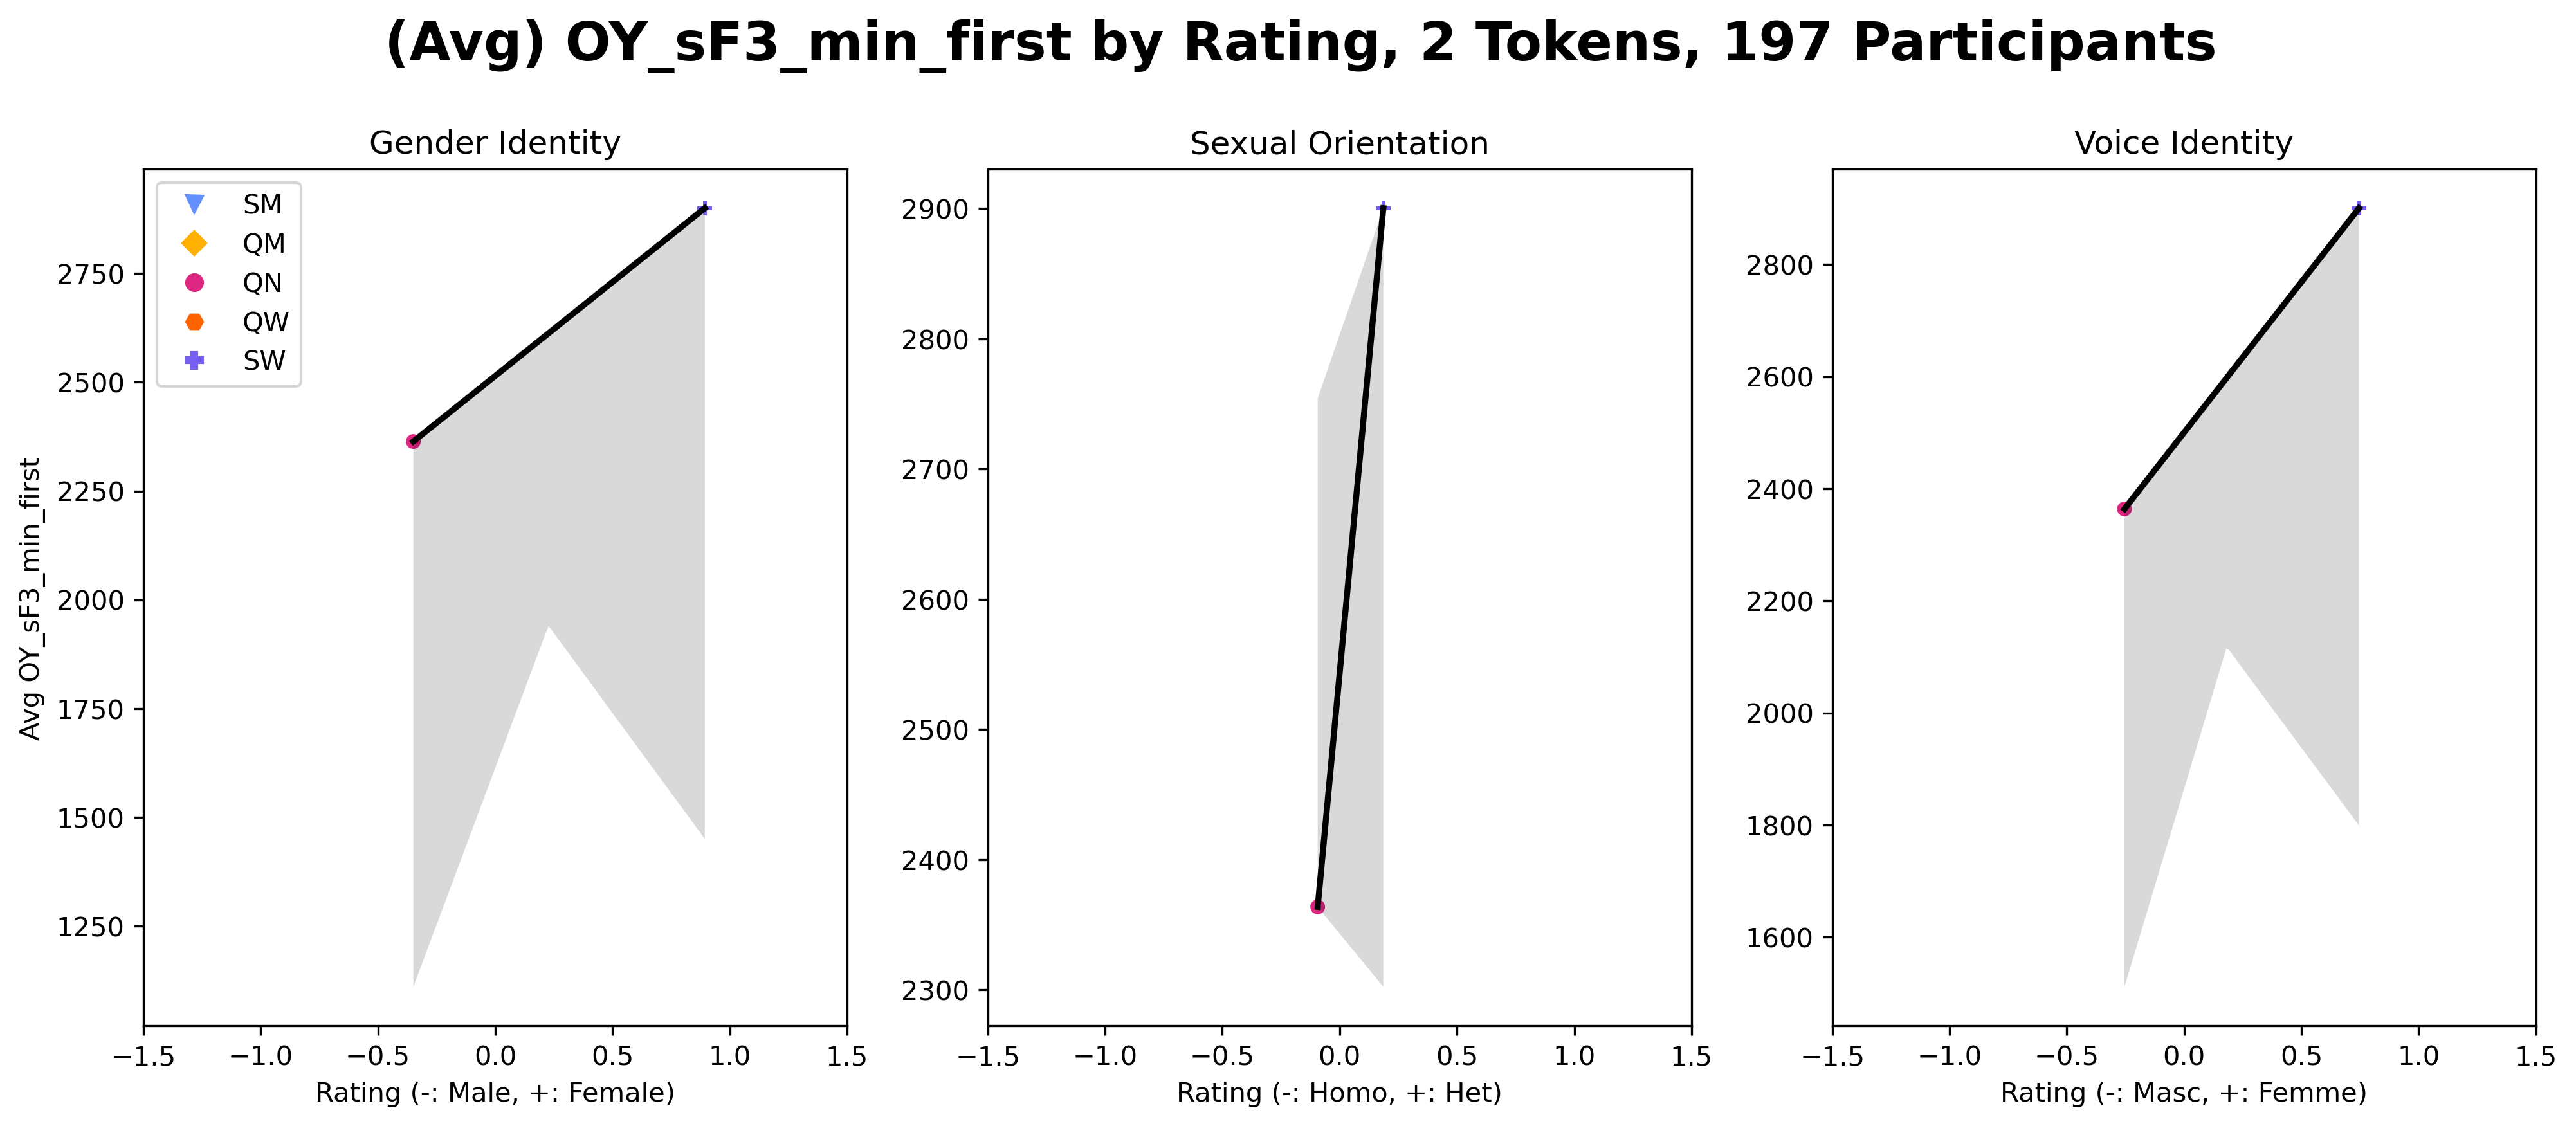 (Avg) OY_sF3_min_first by Rating, 2 Tokens, 197 Participants
Gender Identity
SM
QM
QN
QW
SW
Avg OY_sF3_min_first
2750
2500
2250
2000
1750
1500
1250
−1.5 −1.0 −0.5 0.0 0.5 1.0 1.5
Rating (-: Male, +: Female)
Sexual Orientation
2900
2800
2700
2600
2500
2400
2300
−1.5 −1.0 −0.5 0.0 0.5 1.0 1.5
Rating (-: Homo, +: Het)
Voice Identity
2800
2600
2400
2200
2000
1800
1600
−1.5 −1.0 −0.5 0.0 0.5 1.0 1.5
Rating (-: Masc, +: Femme)